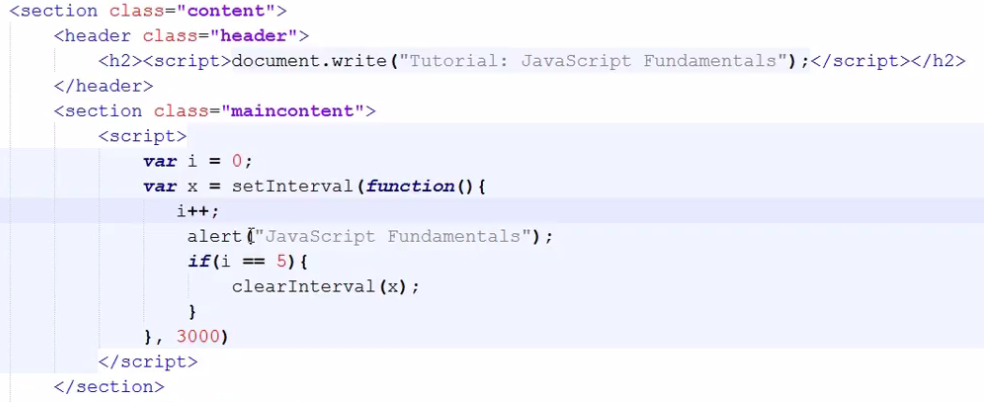 <section class="content">
<header class="header">
<h2><script>document.write("Tutorial: JavaScript Fundamentals");</script></h2>
</header>
<section class="maincontent">
<script>
var i = 0;
var x = setInterval(function(){
i++;
alert("JavaScript Fundamentals");
if(i == 5){
clearInterval(x);
}
}, 3000)
</script>
</section>